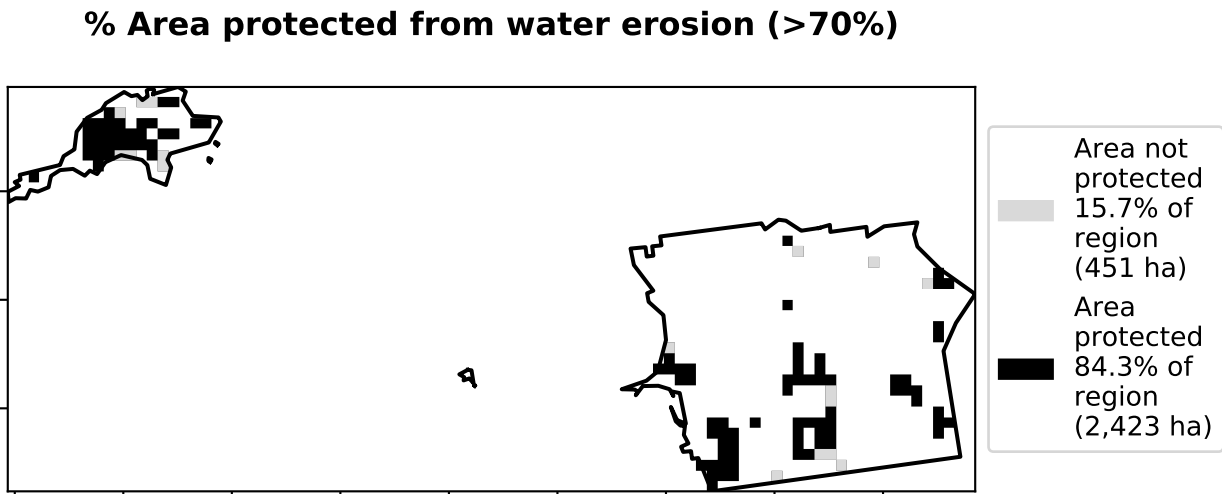 % Area protected from water erosion (>70%)
Area not
protected
15.7% of
region
(451 ha)
Area
protected
84.3% of
region
(2,423 ha)